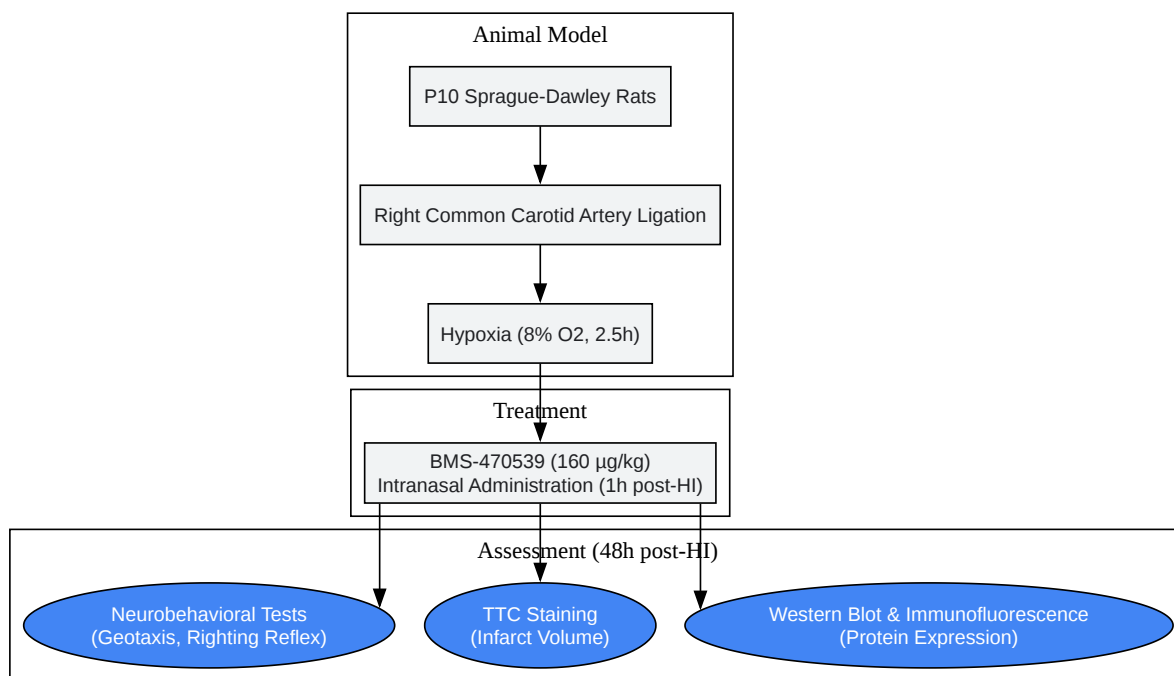 Animal Model
P10 Sprague-Dawley Rats
Right Common Carotid Artery Ligation
Hypoxia (8% O2, 2.5h)
Treatment
BMS-470539 (160 µg/kg)
Intranasal Administration (1h post-HI)
Assessment (48h post-HI)
Neurobehavioral Tests
(Geotaxis, Righting Reflex)
TTC Staining
(Infarct Volume)
Western Blot & Immunofluorescence
(Protein Expression)